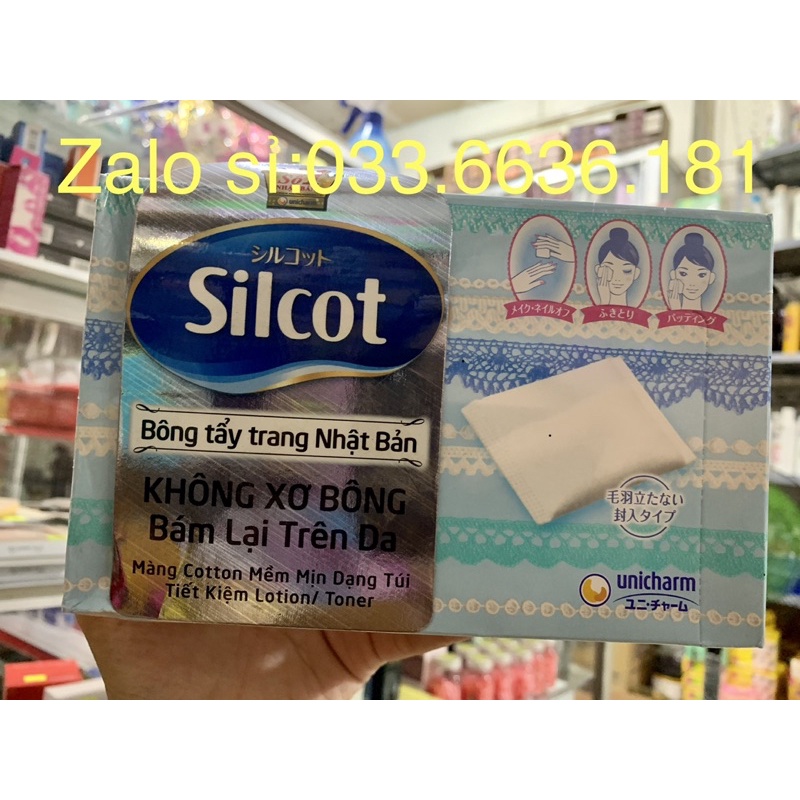 Zalo sỉ:033.6636.181
unicharm
シルコット
Silcot
Bông tẩy trang Nhật Bản
KHÔNG XƠ BÔNG
Bám Lại Trên Da
Màng Cotton Mềm Mịn Dạng Túi
Tiết Kiệm Lotion/ Toner
メイク・ネイルオフ
ふきとり
パッティング
毛羽立たない
封入タイプ
unicharm
ユニ・チャーム